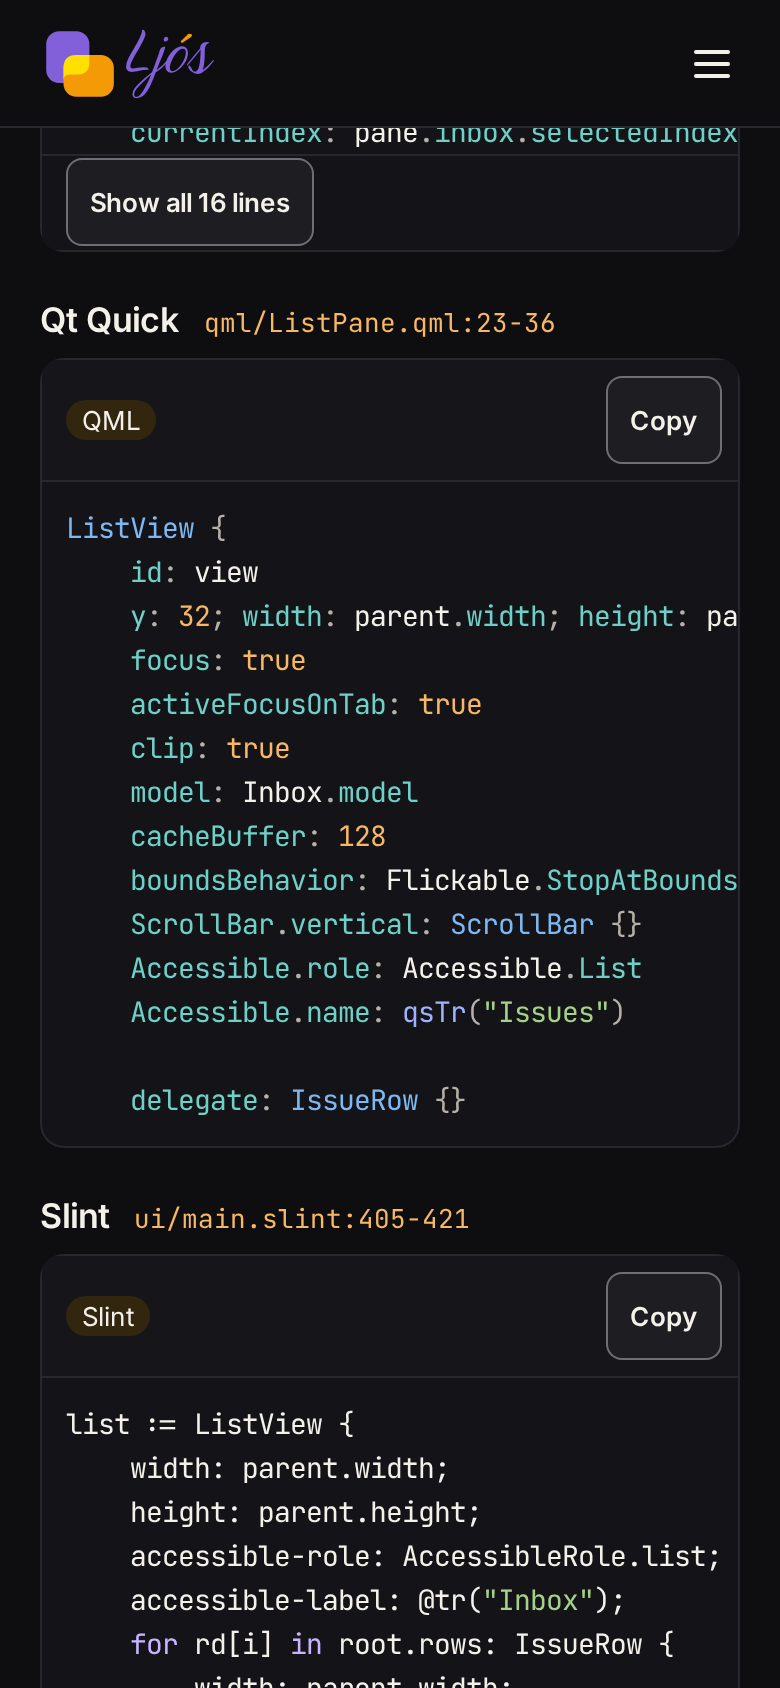 Ljós
currentIndex: pane.inbox.selectedIndex
Show all 16 lines
Qt Quick qml/ListPane.qml:23-36
QML
Copy
ListView {
    id: view
    y: 32; width: parent.width; height: pa
    focus: true
    activeFocusOnTab: true
    clip: true
    model: Inbox.model
    cacheBuffer: 128
    boundsBehavior: Flickable.StopAtBounds
    ScrollBar.vertical: ScrollBar {}
    Accessible.role: Accessible.List
    Accessible.name: qsTr("Issues")
    delegate: IssueRow {}
Slint ui/main.slint:405-421
Slint
Copy
list := ListView {
    width: parent.width;
    height: parent.height;
    accessible-role: AccessibleRole.list;
    accessible-label: @tr("Inbox");
    for rd[i] in root.rows: IssueRow {
        width: parent.width;